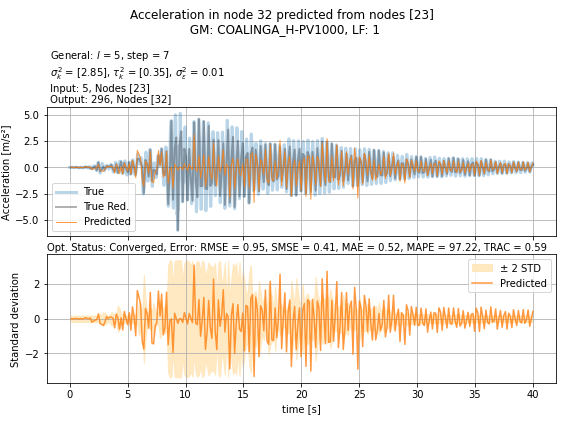 Acceleration in node 32 predicted from nodes [23]
GM: COALINGA_H-PV1000, LF: 1
General: l = 5, step = 7
σ²ₖ = [2.85], τ²ₖ = [0.35], σ²ₑ = 0.01
Input: 5, Nodes [23]
Output: 296, Nodes [32]
Acceleration [m/s²]
5.0
2.5
0.0
−2.5
−5.0
True
True Red.
Predicted
Opt. Status: Converged, Error: RMSE = 0.95, SMSE = 0.41, MAE = 0.52, MAPE = 97.22, TRAC = 0.59
Standard deviation
2
0
−2
± 2 STD
Predicted
0 5 10 15 20 25 30 35 40
time [s]